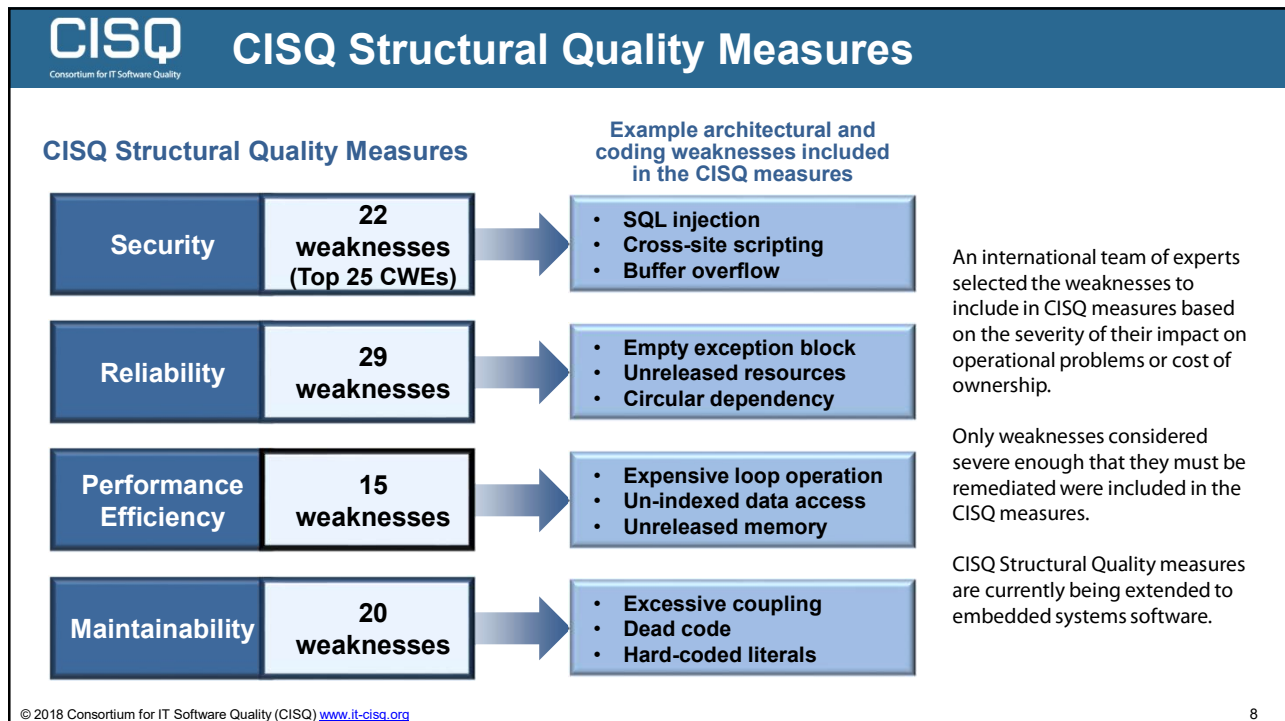 CISQ
Consortium for IT Software Quality
CISQ Structural Quality Measures
CISQ Structural Quality Measures
Example architectural and
coding weaknesses included
in the CISQ measures
Security
22
weaknesses
(Top 25 CWEs)
• SQL injection
• Cross-site scripting
• Buffer overflow
Reliability
29
weaknesses
• Empty exception block
• Unreleased resources
• Circular dependency
Performance
Efficiency
15
weaknesses
• Expensive loop operation
• Un-indexed data access
• Unreleased memory
Maintainability
20
weaknesses
• Excessive coupling
• Dead code
• Hard-coded literals
An international team of experts
selected the weaknesses to
include in CISQ measures based
on the severity of their impact on
operational problems or cost of
ownership.
Only weaknesses considered
severe enough that they must be
remediated were included in the
CISQ measures.
CISQ Structural Quality measures
are currently being extended to
embedded systems software.
© 2018 Consortium for IT Software Quality (CISQ) www.it-cisq.org
8